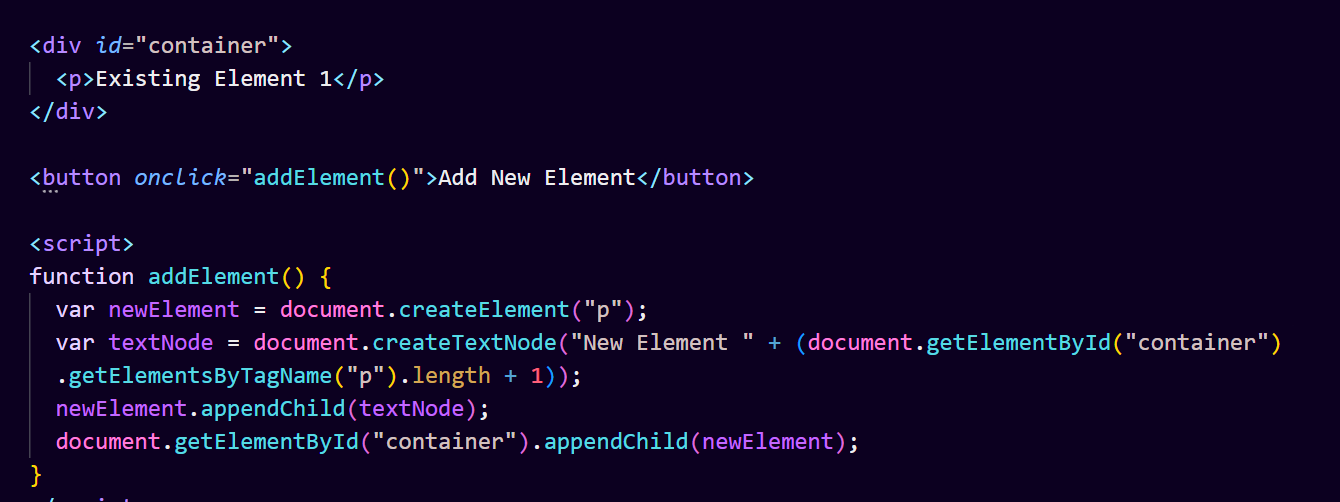 <div id="container">
  <p>Existing Element 1</p>
</div>

<button onclick="addElement()">Add New Element</button>

<script>
function addElement() {
  var newElement = document.createElement("p");
  var textNode = document.createTextNode("New Element " + (document.getElementById("container")
  .getElementsByTagName("p").length + 1));
  newElement.appendChild(textNode);
  document.getElementById("container").appendChild(newElement);
}